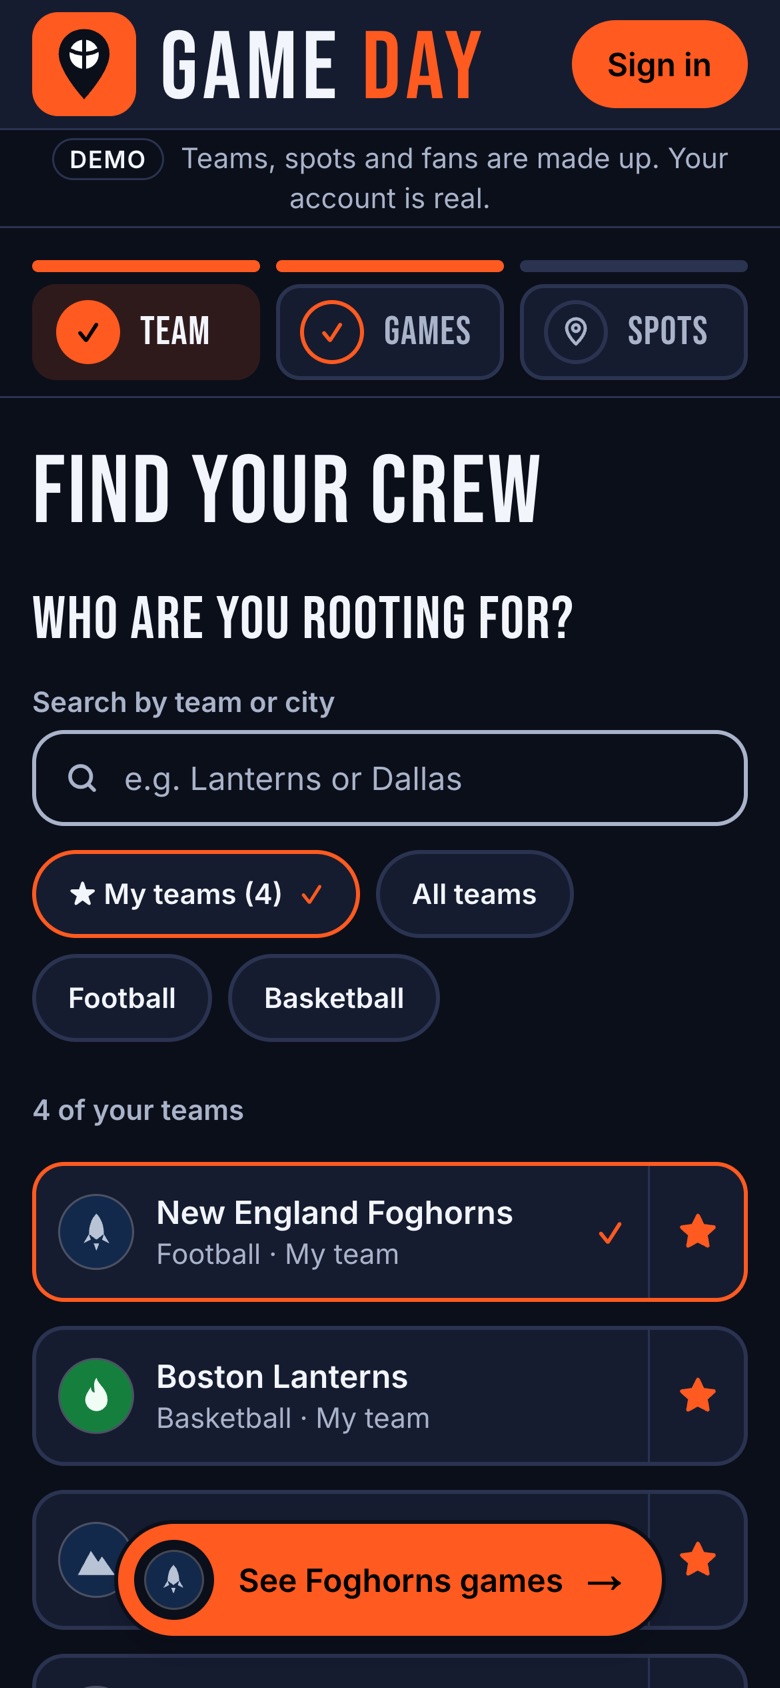 GAME DAY
Sign in
DEMO Teams, spots and fans are made up. Your
account is real.
TEAM
GAMES
SPOTS
FIND YOUR CREW
WHO ARE YOU ROOTING FOR?
Search by team or city
e.g. Lanterns or Dallas
★ My teams (4) ✓
All teams
Football
Basketball
4 of your teams
New England Foghorns
Football · My team
Boston Lanterns
Basketball · My team
See Foghorns games →